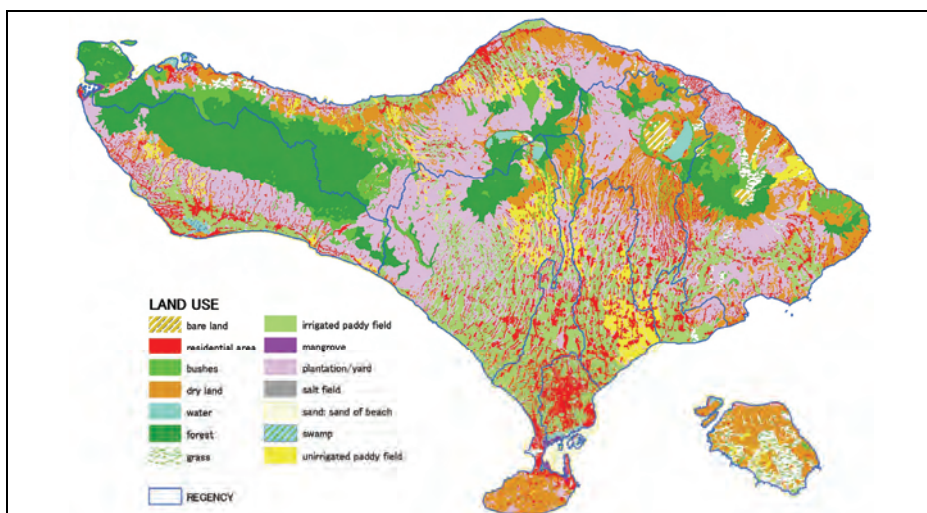 LAND USE
bare land
residential area
bushes
dry land
water
forest
grass
irrigated paddy field
mangrove
plantation/yard
salt field
sand: sand of beach
swamp
unirrigated paddy field
REGENCY